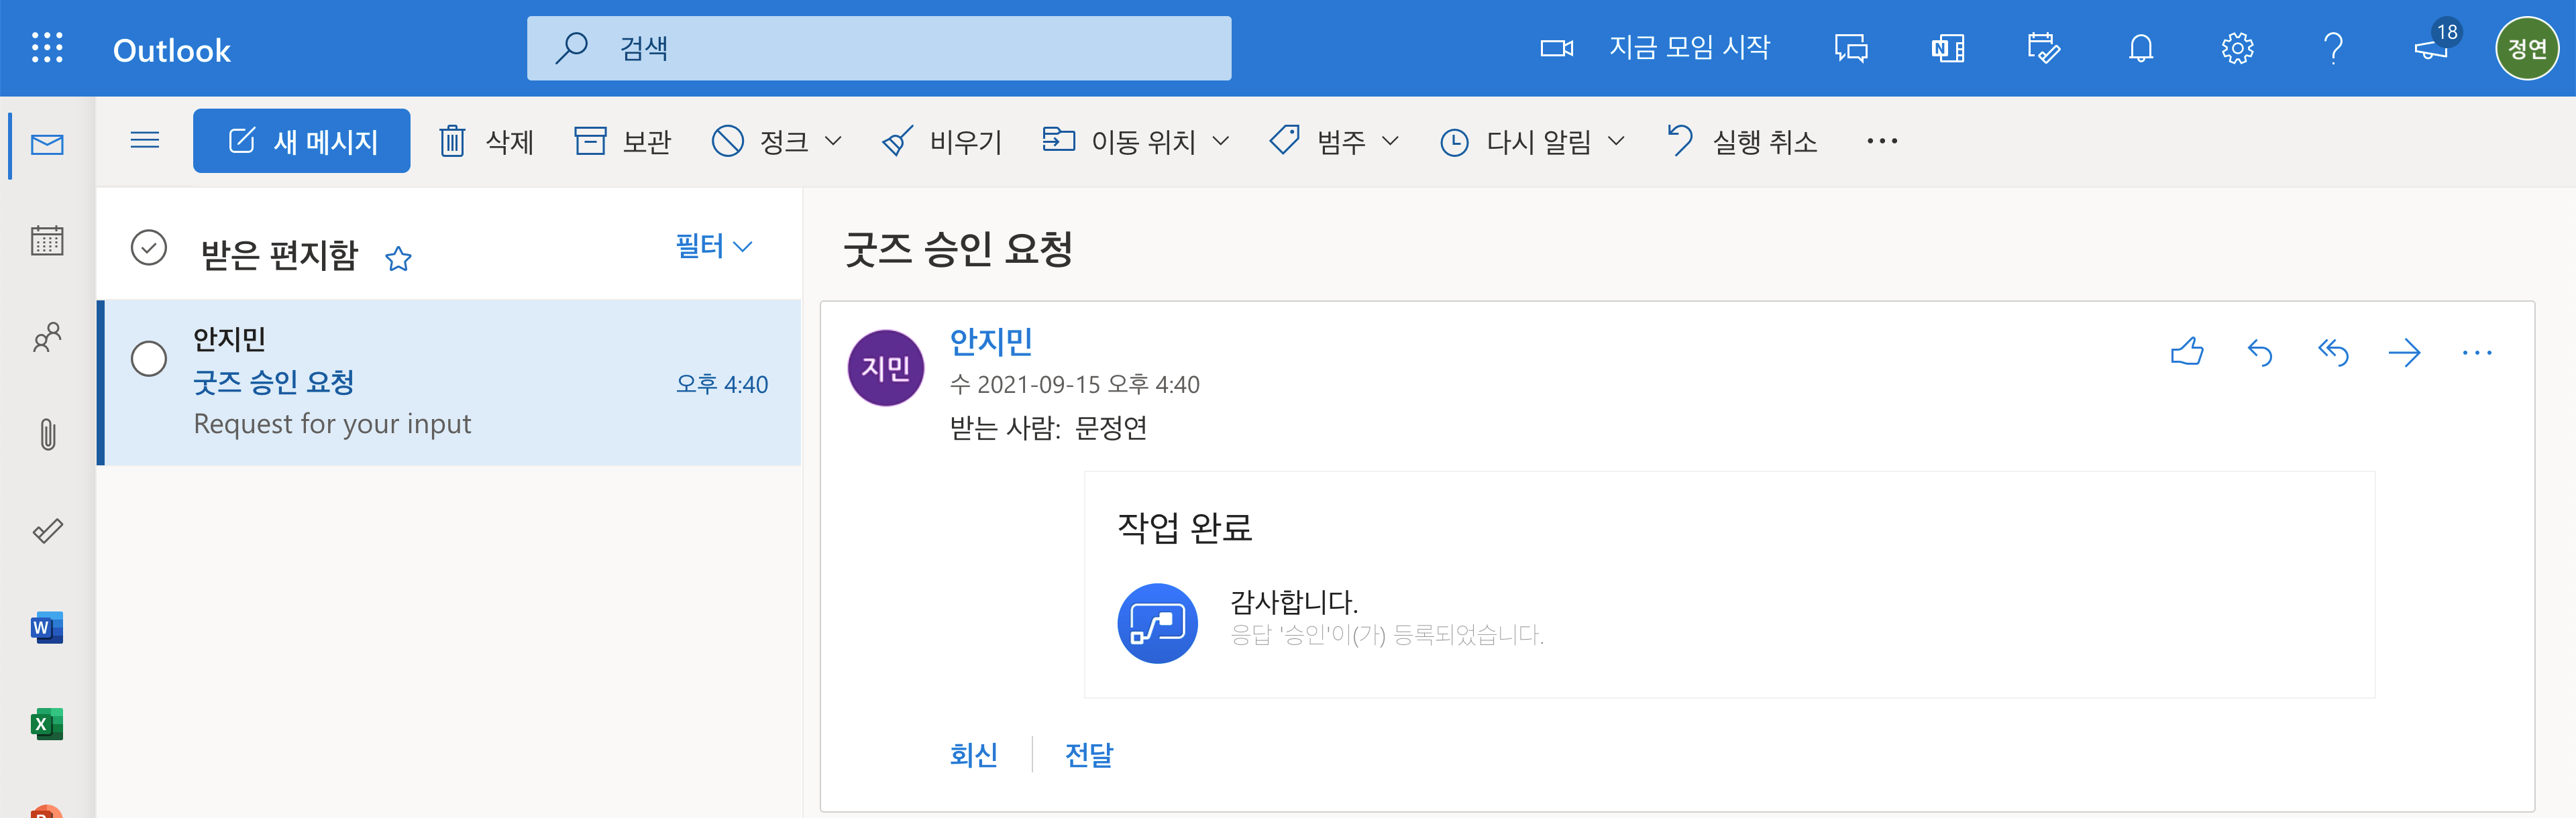 Outlook
검색
지금 모임 시작
18
정연
새 메시지
삭제
보관
정크
비우기
이동 위치
범주
다시 알림
실행 취소
받은 편지함
필터
안지민
굿즈 승인 요청
오후 4:40
Request for your input
굿즈 승인 요청
지민
안지민
수 2021-09-15 오후 4:40
받는 사람: 문정연
작업 완료
감사합니다.
응답 '승인'이(가) 등록되었습니다.
회신
전달
N
W
X